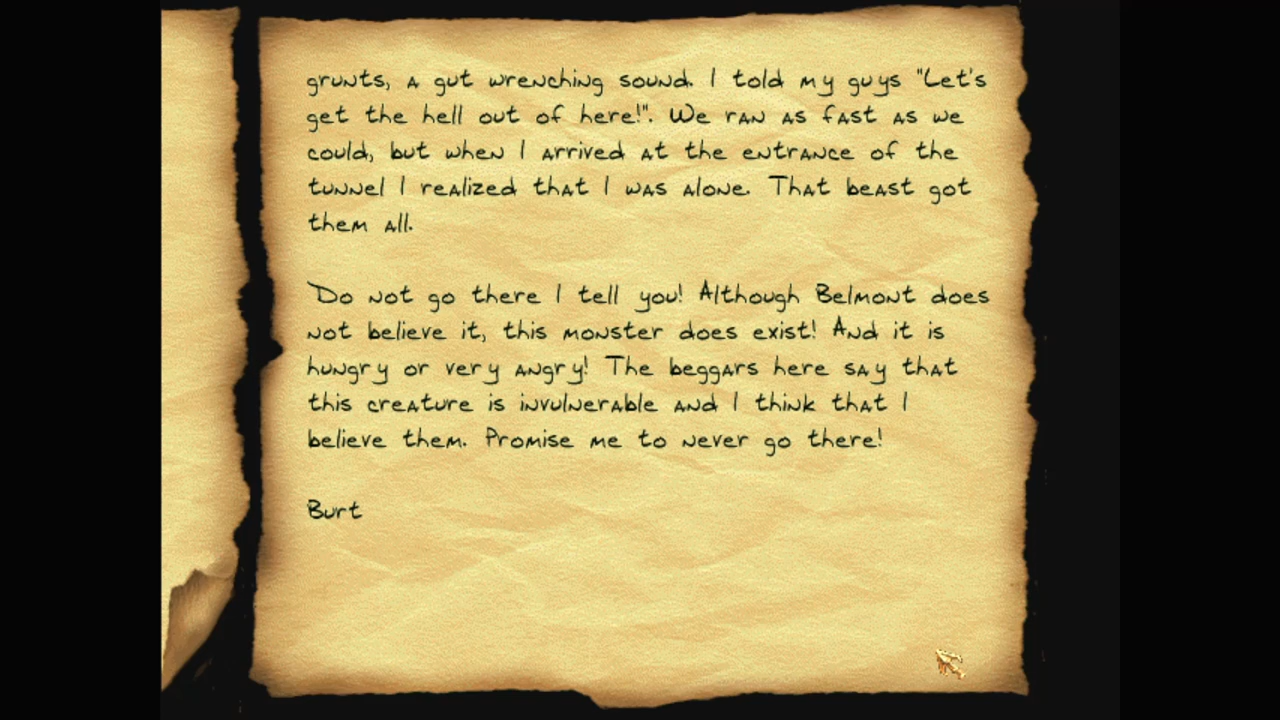 grunts, a gut wrenching sound. I told my guys "Let's
get the hell out of here!". We ran as fast as we
could, but when I arrived at the entrance of the
tunnel I realized that I was alone. That beast got
them all.
Do not go there I tell you! Although Belmont does
not believe it, this monster does exist! And it is
hungry or very angry! The beggars here say that
this creature is invulnerable and I think that I
believe them. Promise me to never go there!
Burt